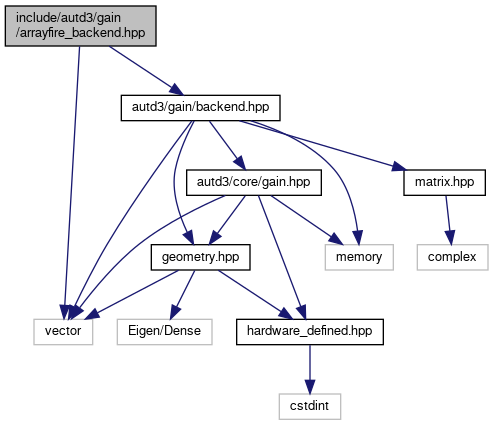 include/autd3/gain
/arrayfire_backend.hpp
autd3/gain/backend.hpp
autd3/core/gain.hpp
matrix.hpp
geometry.hpp
memory
complex
vector
Eigen/Dense
hardware_defined.hpp
cstdint